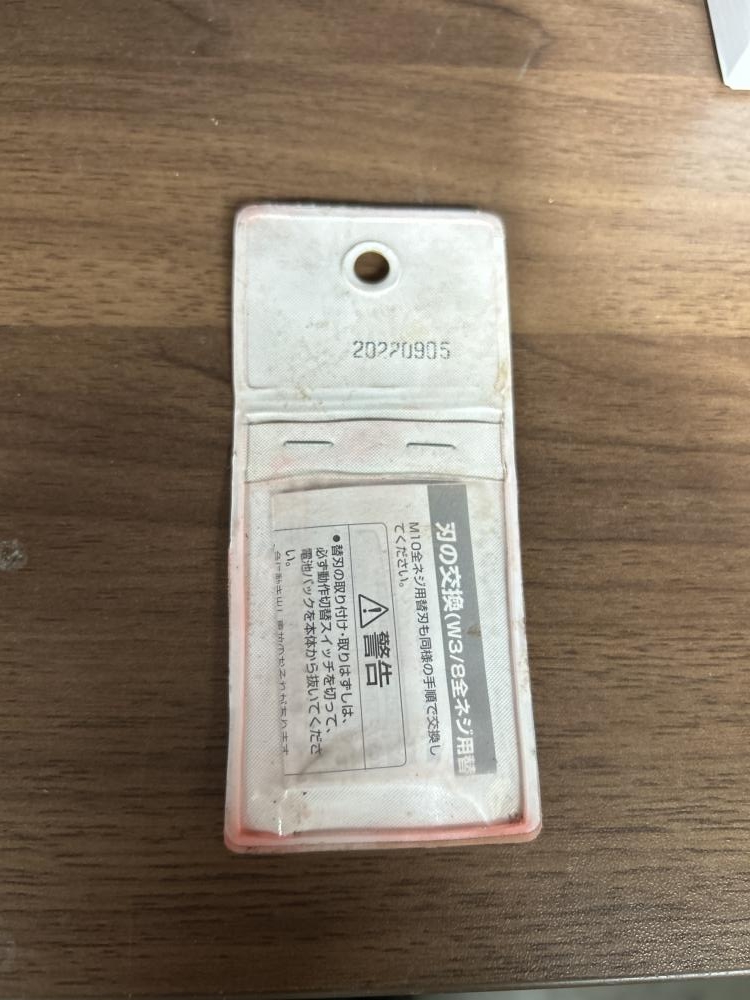 20220905
刃の交換(W3/8全ネジ用替
M10全ネジ用替刃も同様の手順で交換し
てください。
警告
●替刃の取り付け・取りはずしは、
必ず動作切替スイッチを切って、
電池パックを本体から抜いてくださ
い。